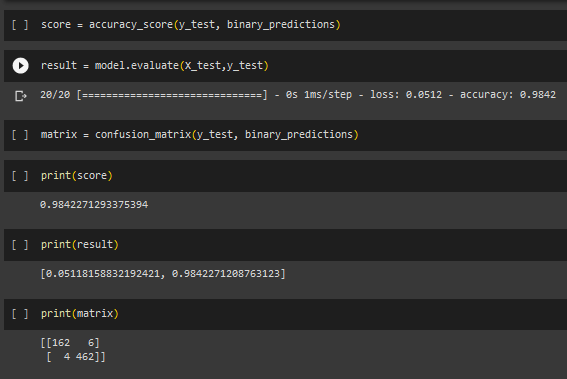 [ ] score = accuracy_score(y_test, binary_predictions)
result = model.evaluate(X_test,y_test)
20/20 [==============================] - 0s 1ms/step - loss: 0.0512 - accuracy: 0.9842
[ ] matrix = confusion_matrix(y_test, binary_predictions)
[ ] print(score)
0.9842271293375394
[ ] print(result)
[0.05118158832192421, 0.9842271208763123]
[ ] print(matrix)
[[162   6]
 [  4 462]]